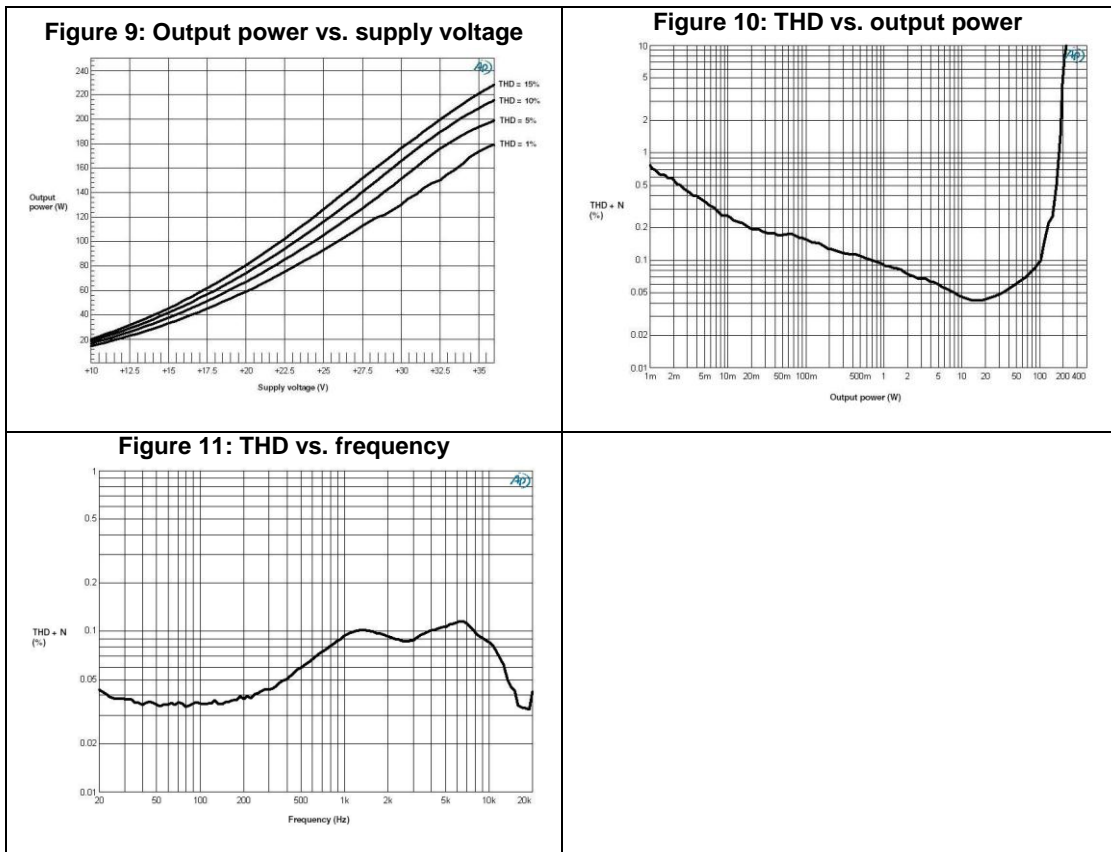 Figure 9: Output power vs. supply voltage
Ap
240
220
200
180
160
140
120
100
80
60
40
20
Output
power (W)
THD = 15%
THD = 10%
THD = 5%
THD = 1%
+10 +12.5 +15 +17.5 +20 +22.5 +25 +27.5 +30 +32.5 +35
Supply voltage (V)
Figure 10: THD vs. output power
Ap
10
5
2
1
0.5
0.2
0.1
0.05
0.02
0.01
THD + N
(%)
1m 2m 5m 10m 20m 50m 100m 500m 1 2 5 10 20 50 100 200 400
Output power (W)
Figure 11: THD vs. frequency
Ap
1
0.5
0.2
0.1
0.05
0.02
0.01
THD + N
(%)
20 50 100 200 500 1k 2k 5k 10k 20k
Frequency (Hz)